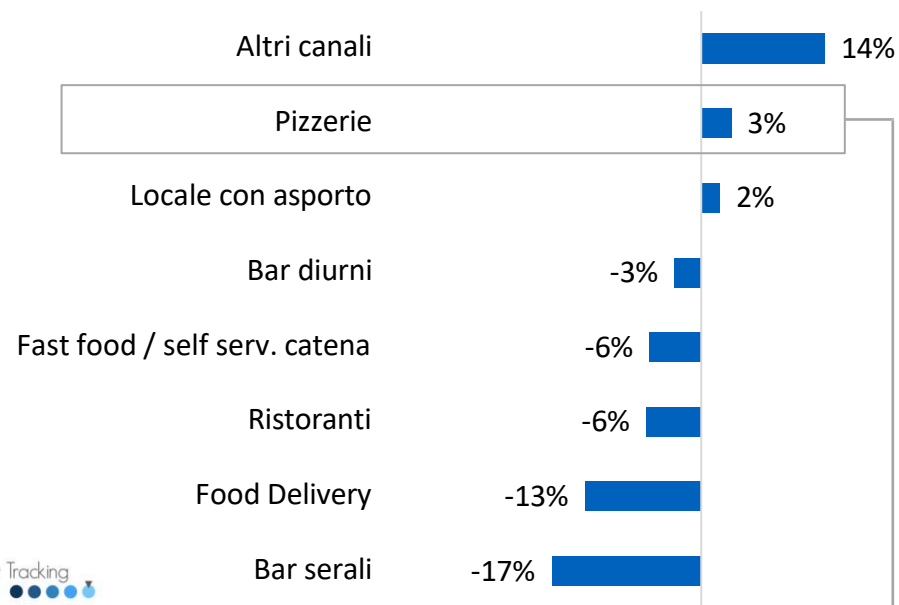 Altri canali 14%
Pizzerie 3%
Locale con asporto 2%
Bar diurni -3%
Fast food / self serv. catena -6%
Ristoranti -6%
Food Delivery -13%
Bar serali -17%
Tracking